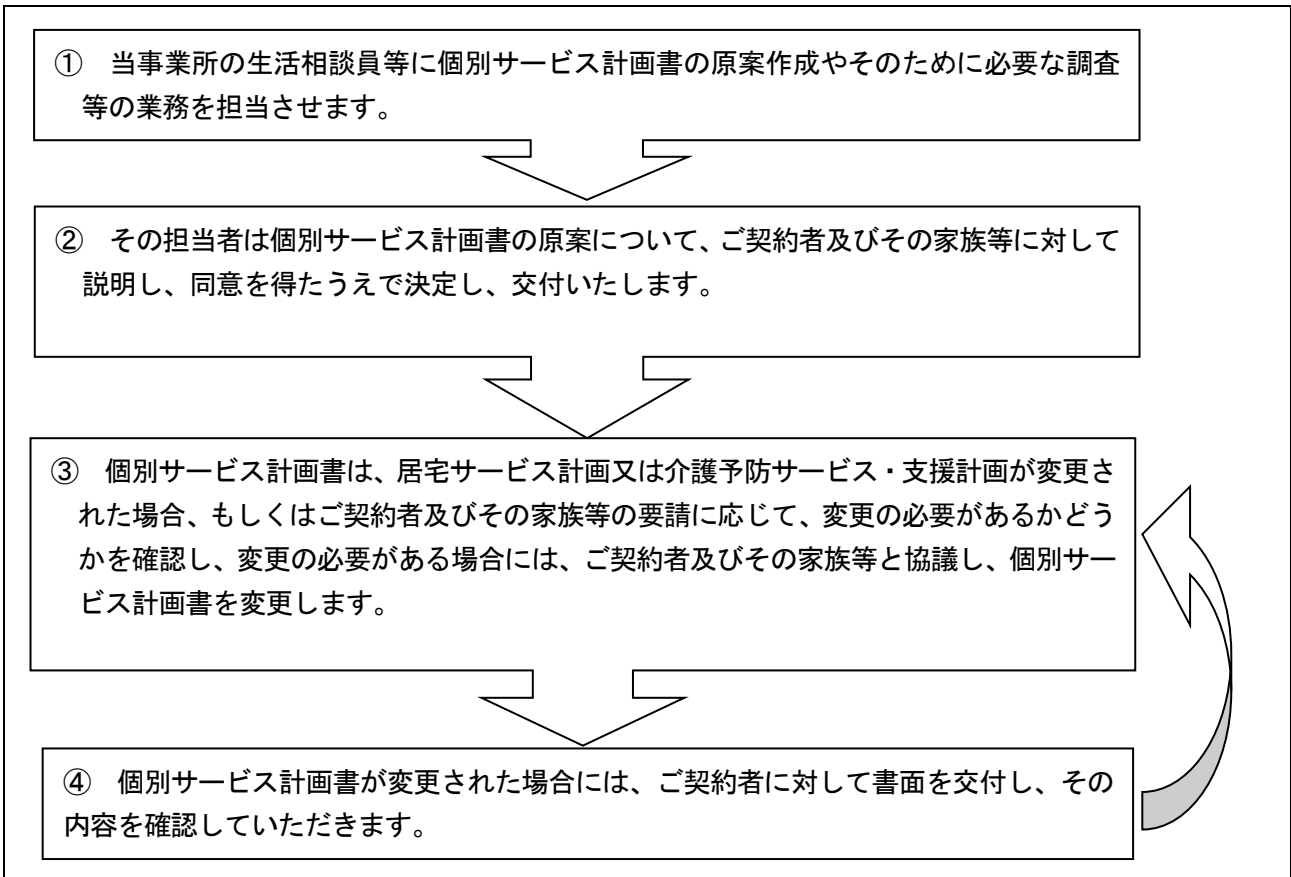 ① 当事業所の生活相談員等に個別サービス計画書の原案作成やそのために必要な調査
等の業務を担当させます。
② その担当者は個別サービス計画書の原案について、ご契約者及びその家族等に対して
説明し、同意を得たうえで決定し、交付いたします。
③ 個別サービス計画書は、居宅サービス計画又は介護予防サービス・支援計画が変更さ
れた場合、もしくはご契約者及びその家族等の要請に応じて、変更の必要があるかどう
かを確認し、変更の必要がある場合には、ご契約者及びその家族等と協議し、個別サー
ビス計画書を変更します。
④ 個別サービス計画書が変更された場合には、ご契約者に対して書面を交付し、その
内容を確認していただきます。